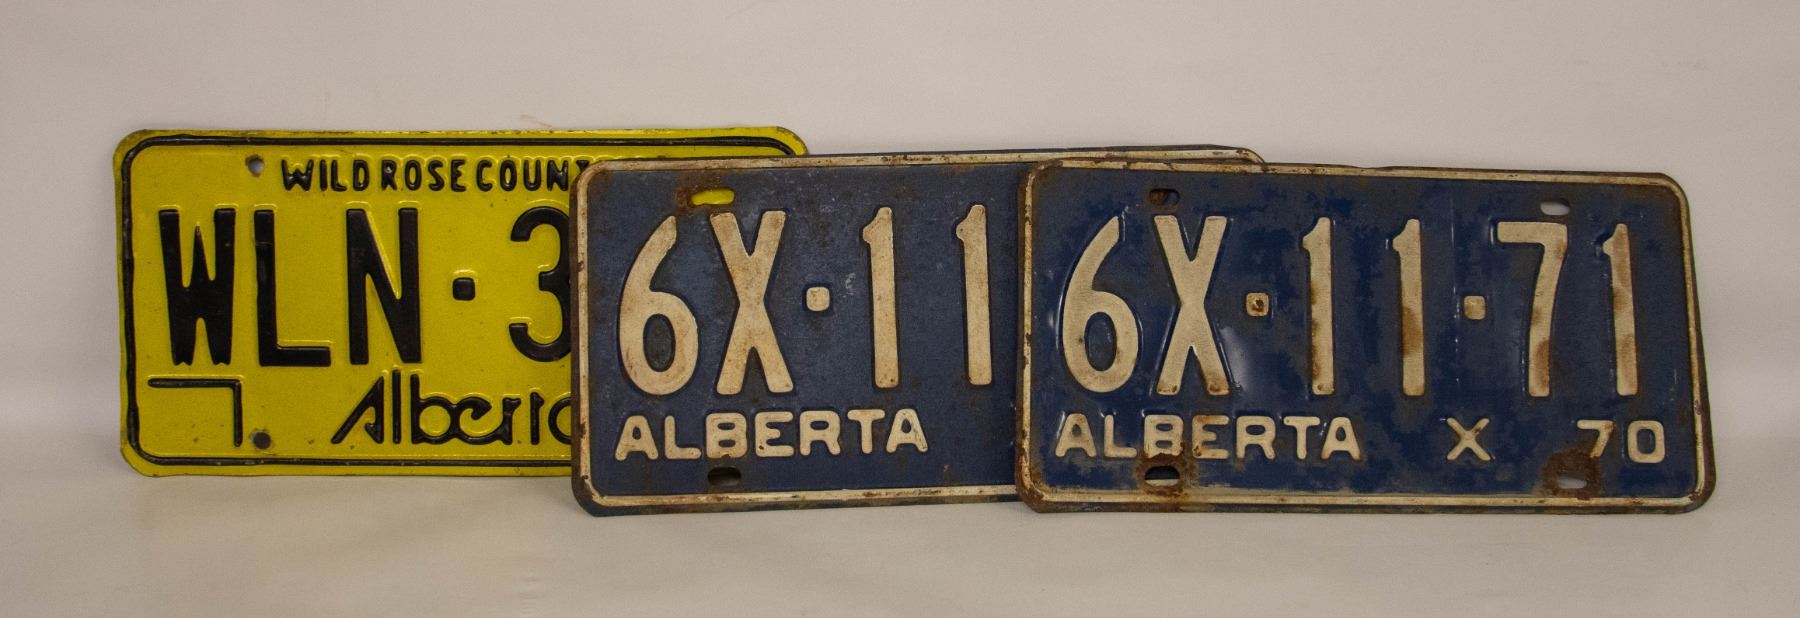 WILD ROSE COUNT
WLN·3
Alberta
6X·11
ALBERTA
6X·11·71
ALBERTA X 70